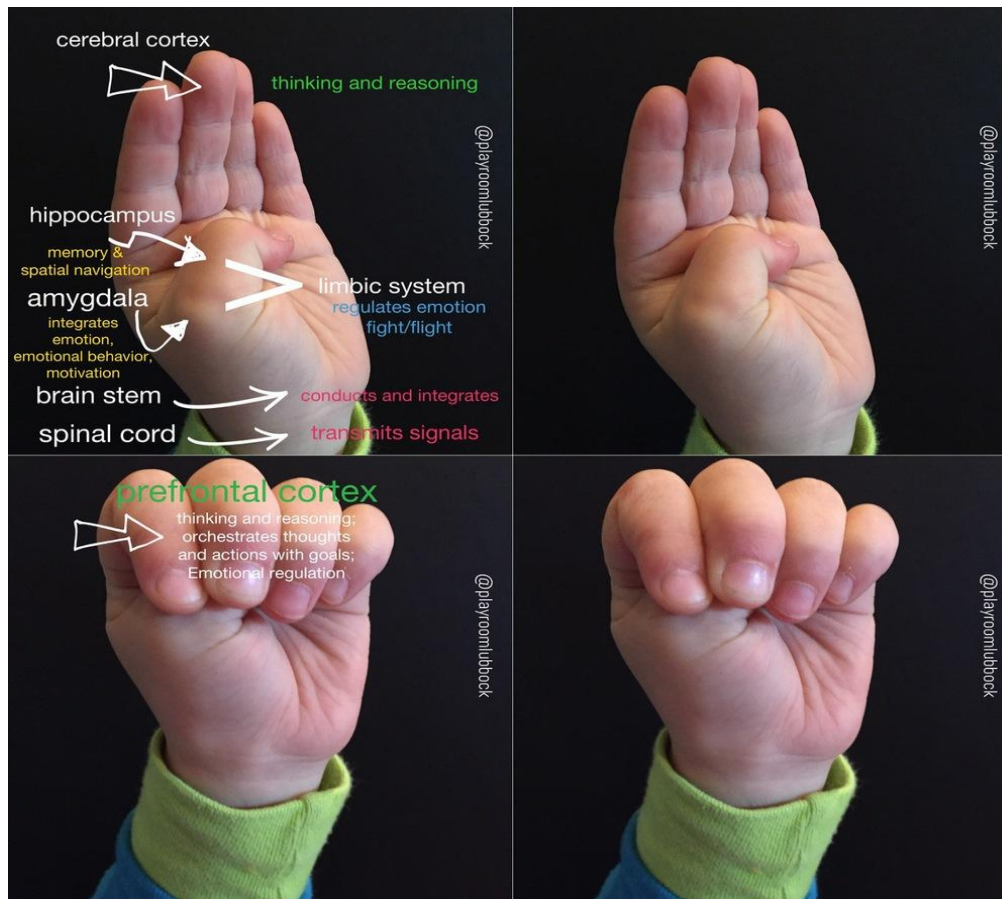 cerebral cortex
thinking and reasoning
hippocampus
memory &
spatial navigation
amygdala
integrates
emotion,
emotional behavior,
motivation
limbic system
regulates emotion
fight/flight
brain stem
conducts and integrates
spinal cord
transmits signals
@playroomlubbock
@playroomlubbock
prefrontal cortex
thinking and reasoning;
orchestrates thoughts
and actions with goals;
Emotional regulation
@playroomlubbock
@playroomlubbock